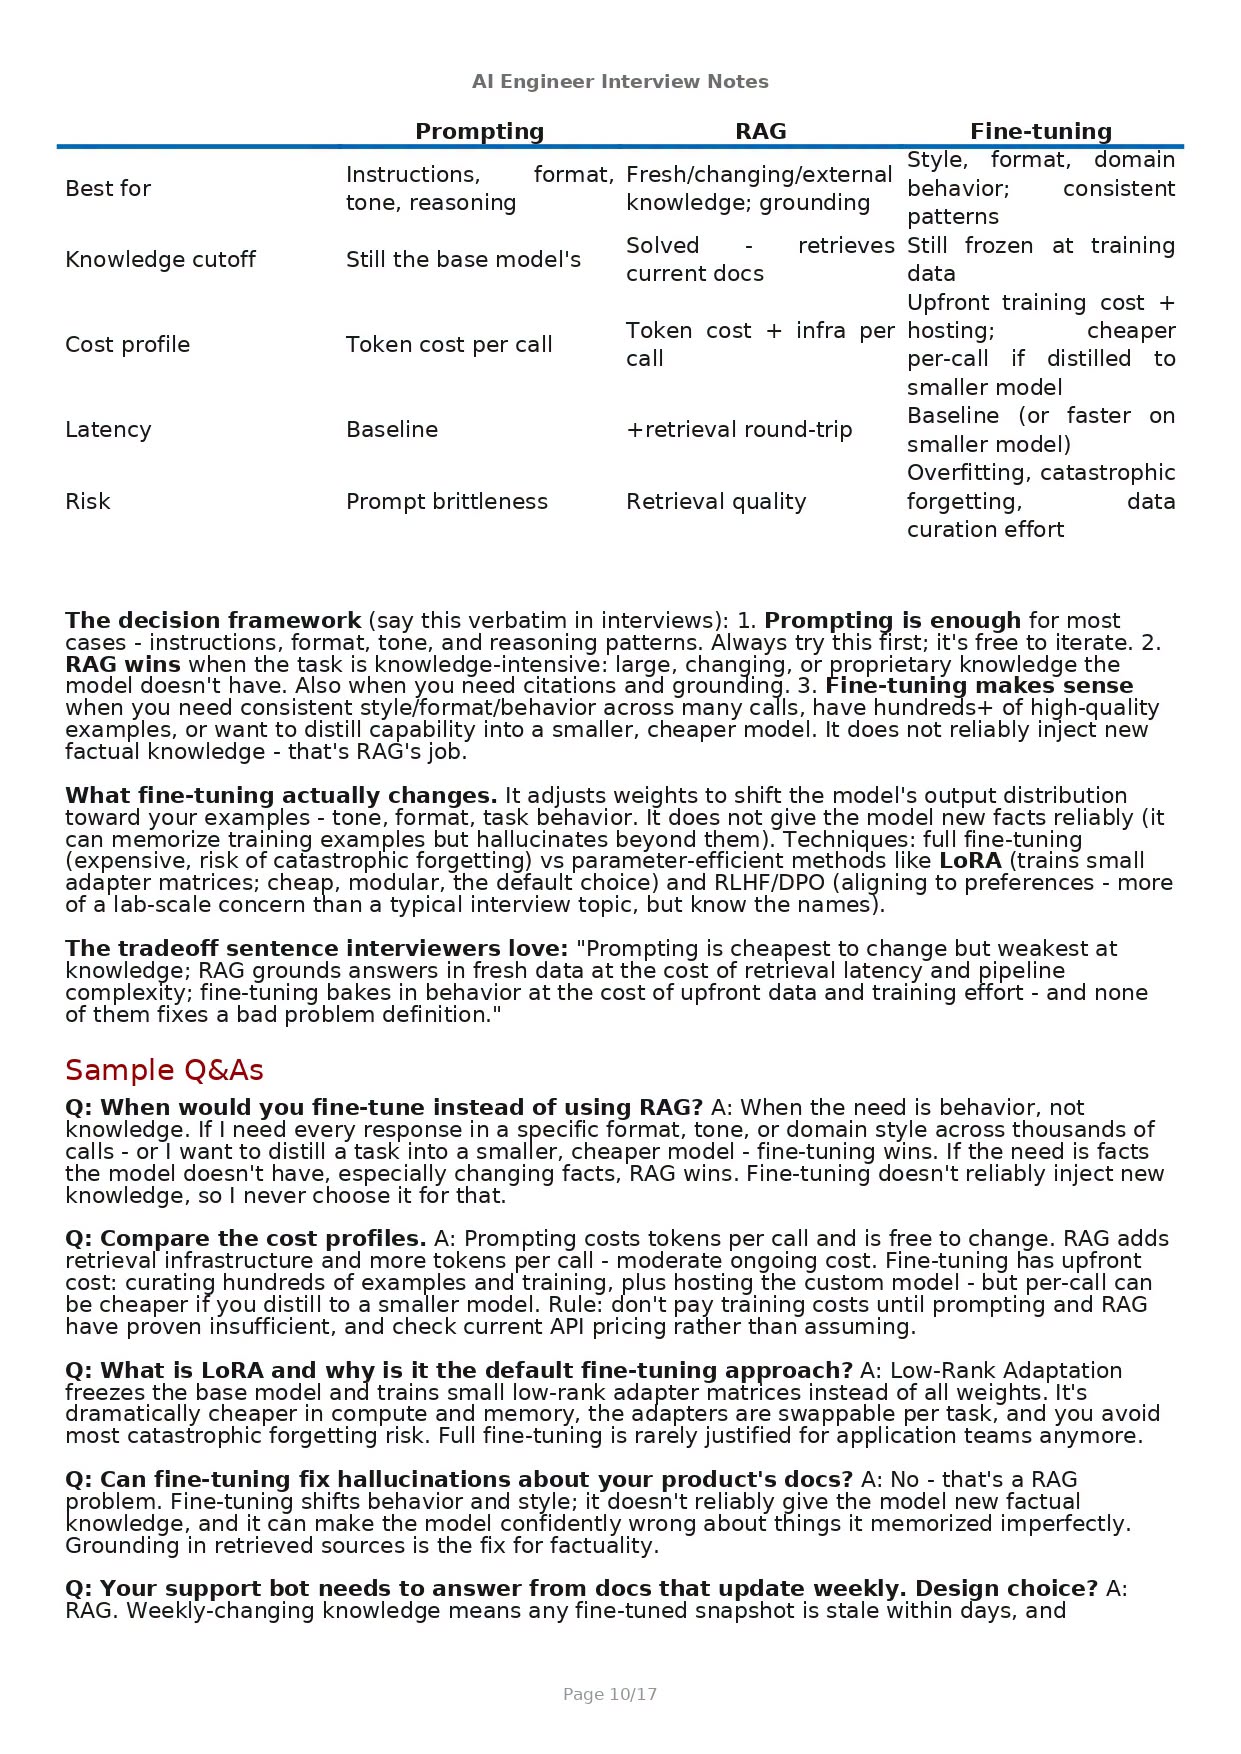 AI Engineer Interview Notes
Prompting RAG Fine-tuning
Best for
Instructions, format,
tone, reasoning
Fresh/changing/external
knowledge; grounding
Style, format, domain
behavior; consistent
patterns
Knowledge cutoff
Still the base model's
Solved - retrieves
current docs
Still frozen at training
data
Cost profile
Token cost per call
Token cost + infra per
call
Upfront training cost +
hosting; cheaper
per-call if distilled to
smaller model
Latency
Baseline
+retrieval round-trip
Baseline (or faster on
smaller model)
Risk
Prompt brittleness
Retrieval quality
Overfitting, catastrophic
forgetting, data
curation effort
The decision framework (say this verbatim in interviews): 1. Prompting is enough for most
cases - instructions, format, tone, and reasoning patterns. Always try this first; it's free to iterate. 2.
RAG wins when the task is knowledge-intensive: large, changing, or proprietary knowledge the
model doesn't have. Also when you need citations and grounding. 3. Fine-tuning makes sense
when you need consistent style/format/behavior across many calls, have hundreds+ of high-quality
examples, or want to distill capability into a smaller, cheaper model. It does not reliably inject new
factual knowledge - that's RAG's job.
What fine-tuning actually changes. It adjusts weights to shift the model's output distribution
toward your examples - tone, format, task behavior. It does not give the model new facts reliably (it
can memorize training examples but hallucinates beyond them). Techniques: full fine-tuning
(expensive, risk of catastrophic forgetting) vs parameter-efficient methods like LoRA (trains small
adapter matrices; cheap, modular, the default choice) and RLHF/DPO (aligning to preferences - more
of a lab-scale concern than a typical interview topic, but know the names).
The tradeoff sentence interviewers love: "Prompting is cheapest to change but weakest at
knowledge; RAG grounds answers in fresh data at the cost of retrieval latency and pipeline
complexity; fine-tuning bakes in behavior at the cost of upfront data and training effort - and none
of them fixes a bad problem definition."
Sample Q&As
Q: When would you fine-tune instead of using RAG? A: When the need is behavior, not
knowledge. If I need every response in a specific format, tone, or domain style across thousands of
calls - or I want to distill a task into a smaller, cheaper model - fine-tuning wins. If the need is facts
the model doesn't have, especially changing facts, RAG wins. Fine-tuning doesn't reliably inject new
knowledge, so I never choose it for that.
Q: Compare the cost profiles. A: Prompting costs tokens per call and is free to change. RAG adds
retrieval infrastructure and more tokens per call - moderate ongoing cost. Fine-tuning has upfront
cost: curating hundreds of examples and training, plus hosting the custom model - but per-call can
be cheaper if you distill to a smaller model. Rule: don't pay training costs until prompting and RAG
have proven insufficient, and check current API pricing rather than assuming.
Q: What is LoRA and why is it the default fine-tuning approach? A: Low-Rank Adaptation
freezes the base model and trains small low-rank adapter matrices instead of all weights. It's
dramatically cheaper in compute and memory, the adapters are swappable per task, and you avoid
most catastrophic forgetting risk. Full fine-tuning is rarely justified for application teams anymore.
Q: Can fine-tuning fix hallucinations about your product's docs? A: No - that's a RAG
problem. Fine-tuning shifts behavior and style; it doesn't reliably give the model new factual
knowledge, and it can make the model confidently wrong about things it memorized imperfectly.
Grounding in retrieved sources is the fix for factuality.
Q: Your support bot needs to answer from docs that update weekly. Design choice? A:
RAG. Weekly-changing knowledge means any fine-tuned snapshot is stale within days, and
Page 10/17